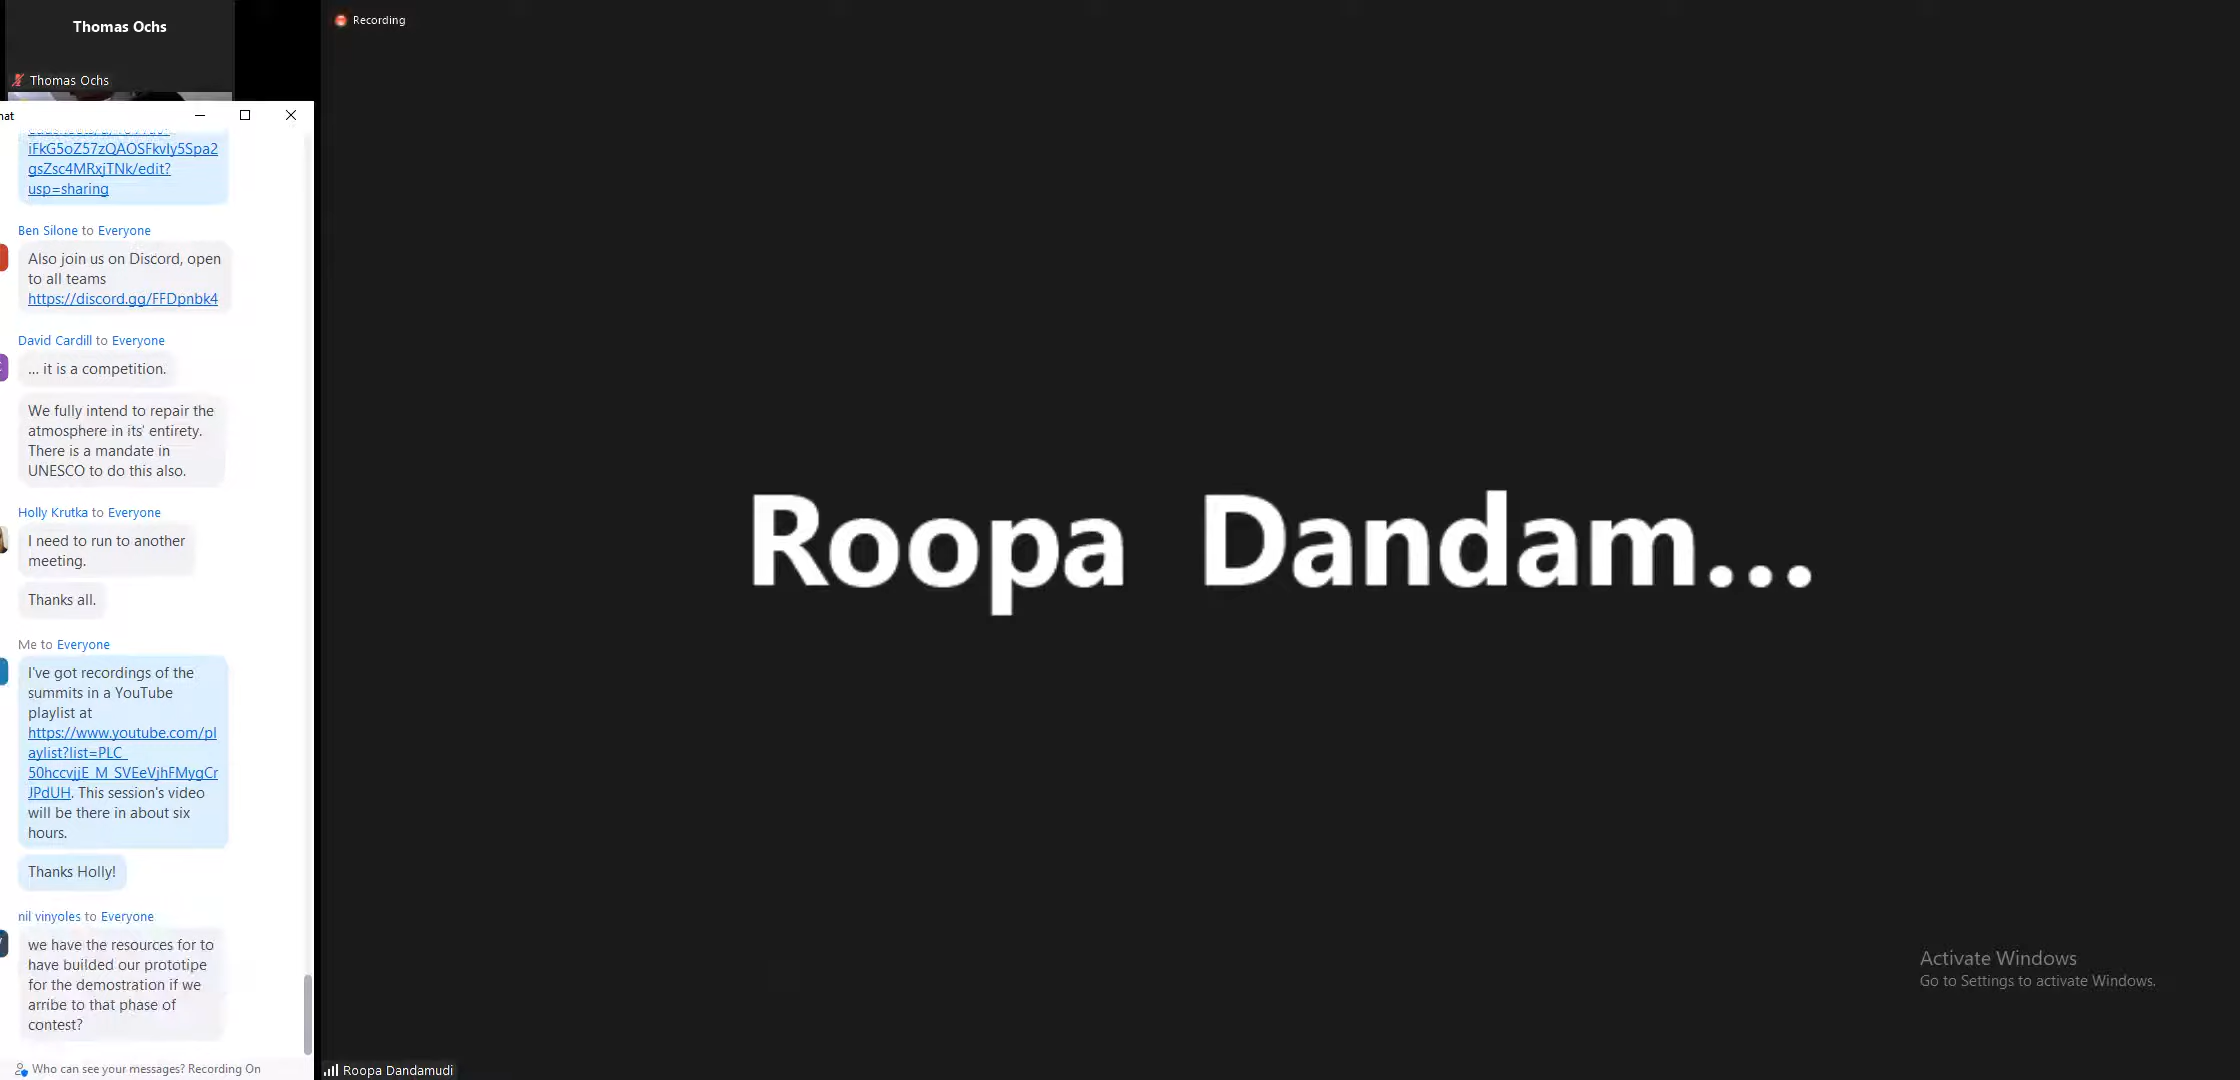 Thomas Ochs
Thomas Ochs
Recording
hat
iFkG5oZ57zQAOSFkvIy5Spa2
gsZsc4MRxjTNk/edit?
usp=sharing
Ben Silone to Everyone
Also join us on Discord, open
to all teams
https://discord.gg/FFDpnbk4
David Cardill to Everyone
... it is a competition.
We fully intend to repair the
atmosphere in its' entirety.
There is a mandate in
UNESCO to do this also.
Holly Krutka to Everyone
I need to run to another
meeting.
Thanks all.
Me to Everyone
I've got recordings of the
summits in a YouTube
playlist at
https://www.youtube.com/pl
aylist?list=PLC_
50hccvjjE_M_SVEeVjhFMygCr
JPdUH. This session's video
will be there in about six
hours.
Thanks Holly!
nil vinyoles to Everyone
we have the resources for to
have builded our prototipe
for the demostration if we
arribe to that phase of
contest?
Who can see your messages? Recording On
Roopa Dandam...
Activate Windows
Go to Settings to activate Windows.
Roopa Dandamudi